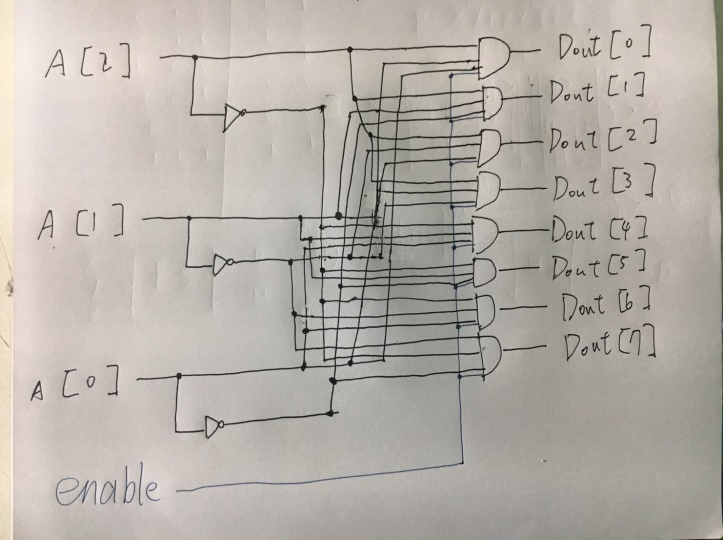 A [2]
Dout [0]
Dout [1]
Dout [2]
Dout [3]
A [1]
Dout [4]
Dout [5]
Dout [6]
Dout [7]
A [0]
enable